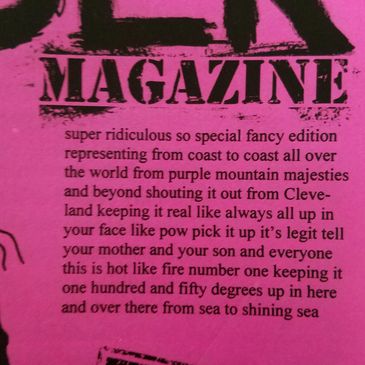 MAGAZINE
super ridiculous so special fancy edition
representing from coast to coast all over
the world from purple mountain majesties
and beyond shouting it out from Cleve-
land keeping it real like always all up in
your face like pow pick it up it's legit tell
your mother and your son and everyone
this is hot like fire number one keeping it
one hundred and fifty degrees up in here
and over there from sea to shining sea